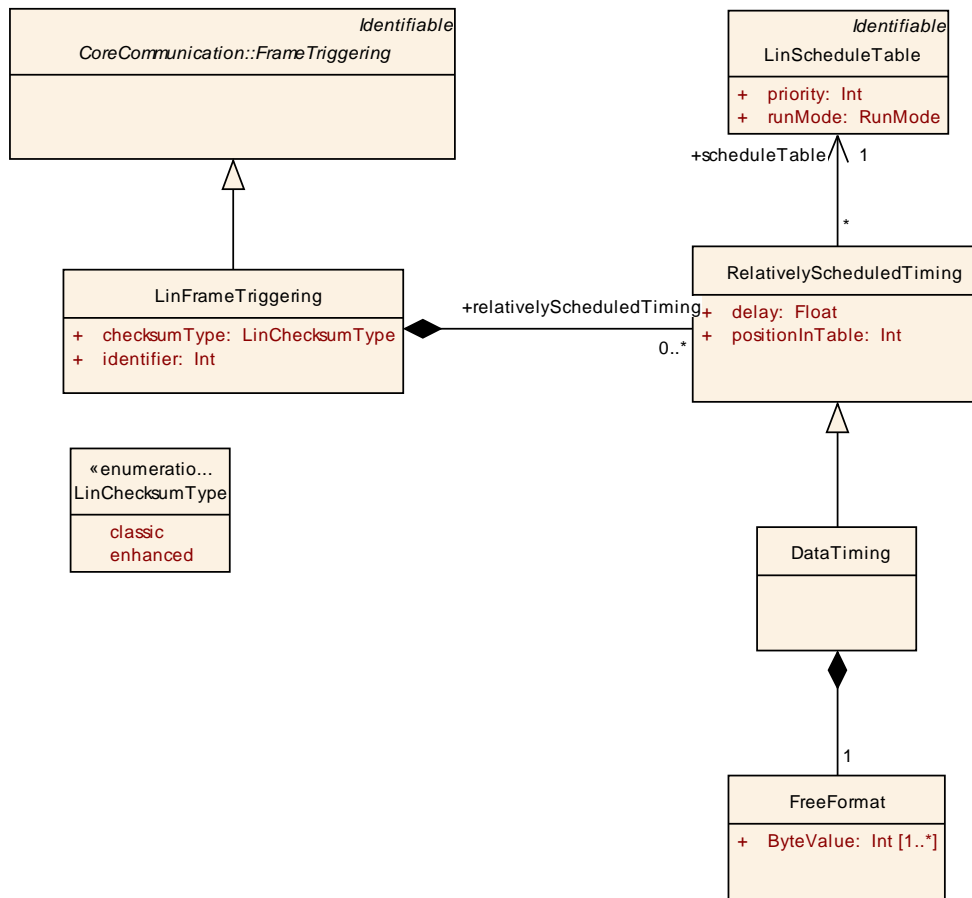 Identifiable
CoreCommunication::FrameTriggering
Identifiable
LinScheduleTable
+ priority: Int
+ runMode: RunMode
+scheduleTable
1
*
LinFrameTriggering
+ checksumType: LinChecksumType
+ identifier: Int
+relativelyScheduledTiming
0..*
RelativelyScheduledTiming
+ delay: Float
+ positionInTable: Int
«enumeratio...
LinChecksumType
classic
enhanced
DataTiming
1
FreeFormat
+ ByteValue: Int [1..*]